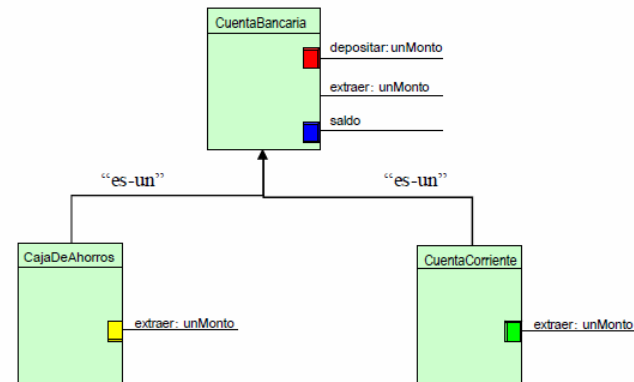 CuentaBancaria
depositar: unMonto
extraer: unMonto
saldo
“es-un”
“es-un”
CajaDeAhorros
CuentaCorriente
extraer: unMonto
extraer: unMonto